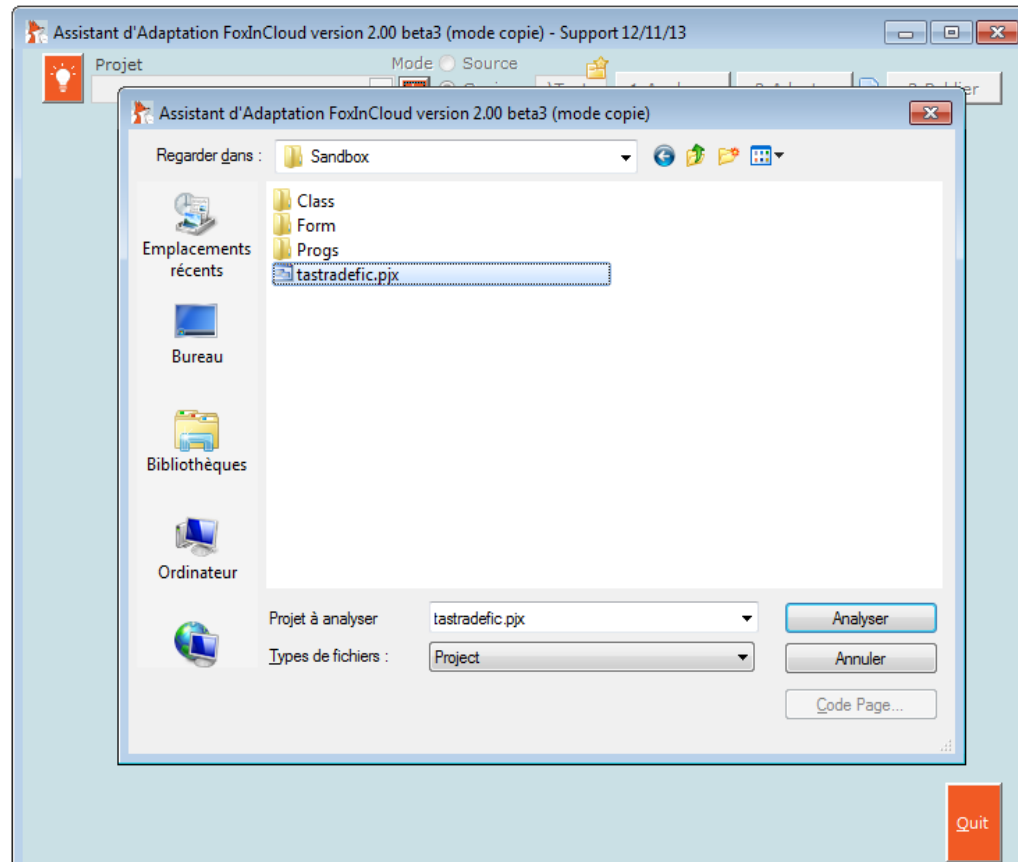 Assistant d'Adaptation FoxInCloud version 2.00 beta3 (mode copie) - Support 12/11/13
Projet
Mode
Source
Assistant d'Adaptation FoxInCloud version 2.00 beta3 (mode copie)
Regarder dans :
Sandbox
Emplacements
récents
Bureau
Bibliothèques
Ordinateur
Class
Form
Progs
tastradefic.pjx
Projet à analyser
tastradefic.pjx
Analyser
Types de fichiers :
Project
Annuler
Code Page...
Quit